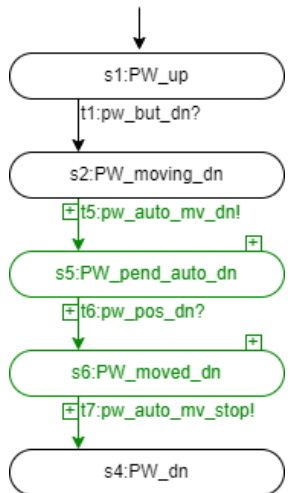 s1:PW_up
t1:pw_but_dn?
s2:PW_moving_dn
+ t5:pw_auto_mv_dn!
+
s5:PW_pend_auto_dn
+ t6:pw_pos_dn?
+
s6:PW_moved_dn
+ t7:pw_auto_mv_stop!
s4:PW_dn